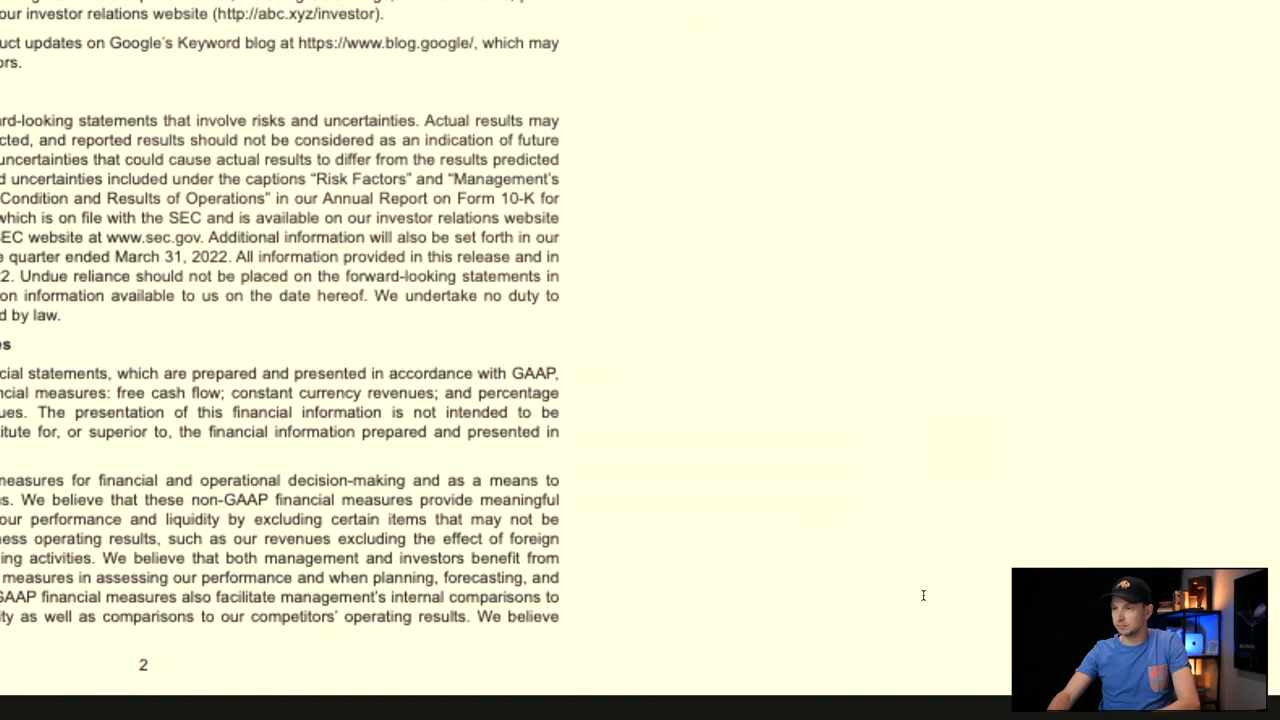 our investor relations website (http://abc.xyz/investor).
uct updates on Google's Keyword blog at https://www.blog.google/, which may
ors.
rd-looking statements that involve risks and uncertainties. Actual results may
cted, and reported results should not be considered as an indication of future
uncertainties that could cause actual results to differ from the results predicted
d uncertainties included under the captions “Risk Factors” and “Management's
Condition and Results of Operations” in our Annual Report on Form 10-K for
which is on file with the SEC and is available on our investor relations website
SEC website at www.sec.gov. Additional information will also be set forth in our
e quarter ended March 31, 2022. All information provided in this release and in
22. Undue reliance should not be placed on the forward-looking statements in
on information available to us on the date hereof. We undertake no duty to
d by law.
es
cial statements, which are prepared and presented in accordance with GAAP,
ncial measures: free cash flow; constant currency revenues; and percentage
ues. The presentation of this financial information is not intended to be
titute for, or superior to, the financial information prepared and presented in
measures for financial and operational decision-making and as a means to
ns. We believe that these non-GAAP financial measures provide meaningful
our performance and liquidity by excluding certain items that may not be
ness operating results, such as our revenues excluding the effect of foreign
ing activities. We believe that both management and investors benefit from
measures in assessing our performance and when planning, forecasting, and
GAAP financial measures also facilitate management's internal comparisons to
ity as well as comparisons to our competitors' operating results. We believe
2